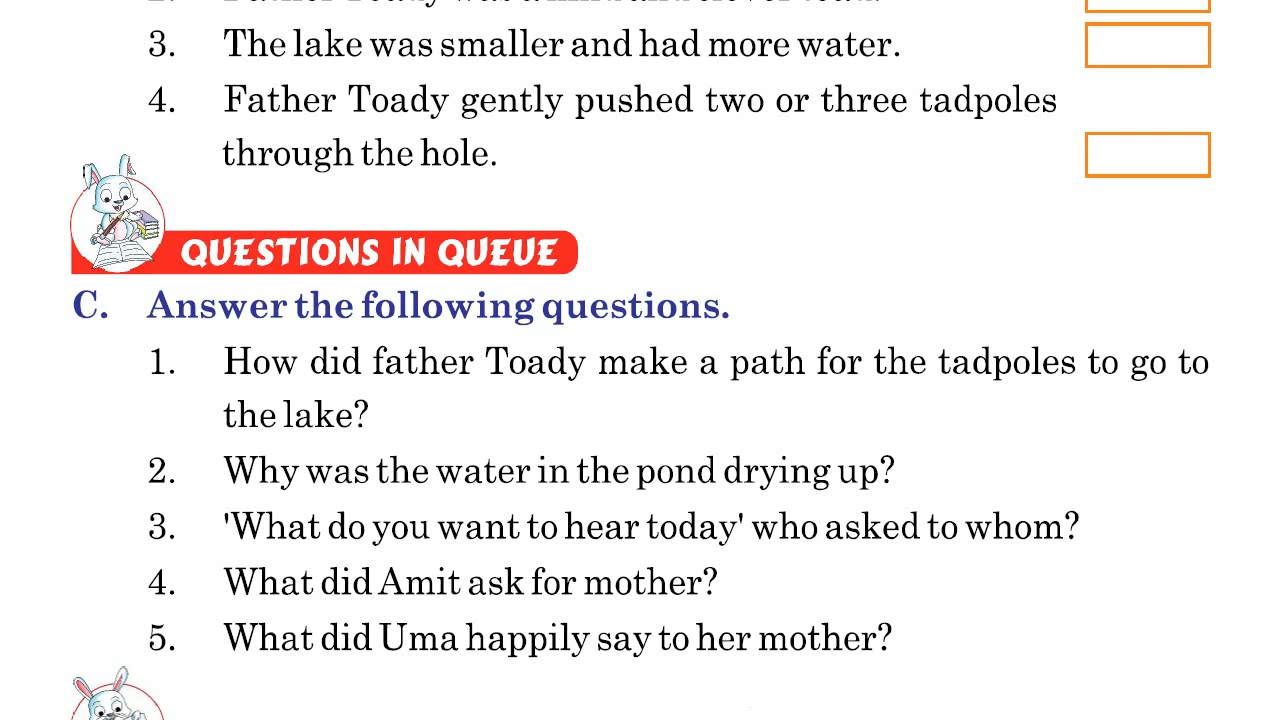 3. The lake was smaller and had more water.
4. Father Toady gently pushed two or three tadpoles
through the hole.
QUESTIONS IN QUEUE
C. Answer the following questions.
1. How did father Toady make a path for the tadpoles to go to
the lake?
2. Why was the water in the pond drying up?
3. 'What do you want to hear today' who asked to whom?
4. What did Amit ask for mother?
5. What did Uma happily say to her mother?